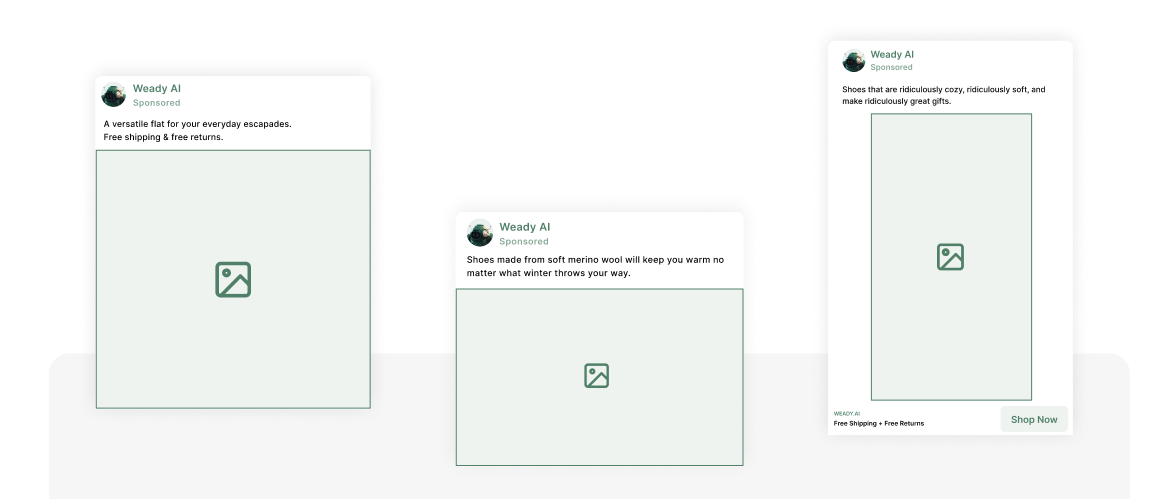 Weady AI
Sponsored
A versatile flat for your everyday escapades.
Free shipping & free returns.
Weady AI
Sponsored
Shoes made from soft merino wool will keep you warm no
matter what winter throws your way.
Weady AI
Sponsored
Shoes that are ridiculously cozy, ridiculously soft, and
make ridiculously great gifts.
WEADY.AI
Free Shipping + Free Returns
Shop Now